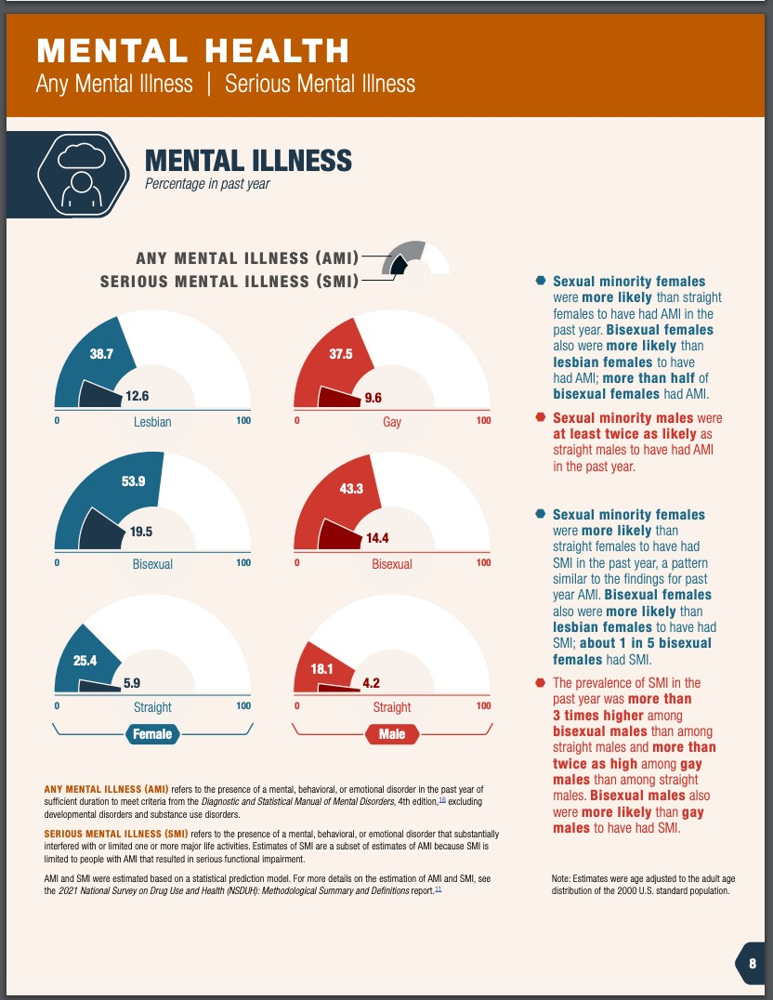 MENTAL HEALTH
Any Mental Illness | Serious Mental Illness
MENTAL ILLNESS
Percentage in past year
ANY MENTAL ILLNESS (AMI)
SERIOUS MENTAL ILLNESS (SMI)
38.7
12.6
0 Lesbian 100
37.5
9.6
0 Gay 100
53.9
19.5
0 Bisexual 100
43.3
14.4
0 Bisexual 100
25.4
5.9
0 Straight 100
18.1
4.2
0 Straight 100
Female
Male
Sexual minority females
were more likely than straight
females to have had AMI in the
past year. Bisexual females
also were more likely than
lesbian females to have
had AMI; more than half of
bisexual females had AMI.
Sexual minority males were
at least twice as likely as
straight males to have had AMI
in the past year.
Sexual minority females
were more likely than
straight females to have had
SMI in the past year, a pattern
similar to the findings for past
year AMI. Bisexual females
also were more likely than
lesbian females to have had
SMI; about 1 in 5 bisexual
females had SMI.
The prevalence of SMI in the
past year was more than
3 times higher among
bisexual males than among
straight males and more than
twice as high among gay
males than among straight
males. Bisexual males also
were more likely than gay
males to have had SMI.
ANY MENTAL ILLNESS (AMI) refers to the presence of a mental, behavioral, or emotional disorder in the past year of
sufficient duration to meet criteria from the Diagnostic and Statistical Manual of Mental Disorders, 4th edition,16 excluding
developmental disorders and substance use disorders.
SERIOUS MENTAL ILLNESS (SMI) refers to the presence of a mental, behavioral, or emotional disorder that substantially
interfered with or limited one or more major life activities. Estimates of SMI are a subset of estimates of AMI because SMI is
limited to people with AMI that resulted in serious functional impairment.
AMI and SMI were estimated based on a statistical prediction model. For more details on the estimation of AMI and SMI, see
the 2021 National Survey on Drug Use and Health (NSDUH): Methodological Summary and Definitions report.11
Note: Estimates were age adjusted to the adult age
distribution of the 2000 U.S. standard population.
8